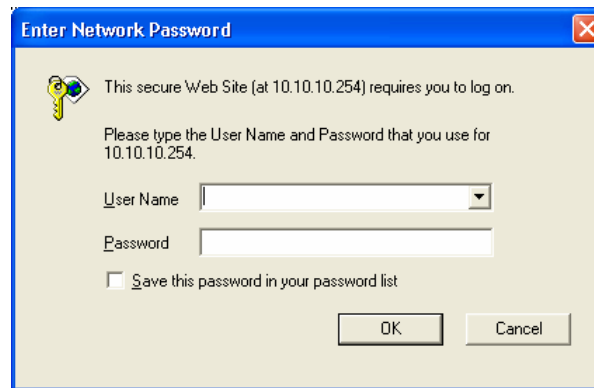 Enter Network Password
This secure Web Site (at 10.10.10.254) requires you to log on.
Please type the User Name and Password that you use for
10.10.10.254.
User Name
Password
Save this password in your password list
OK Cancel